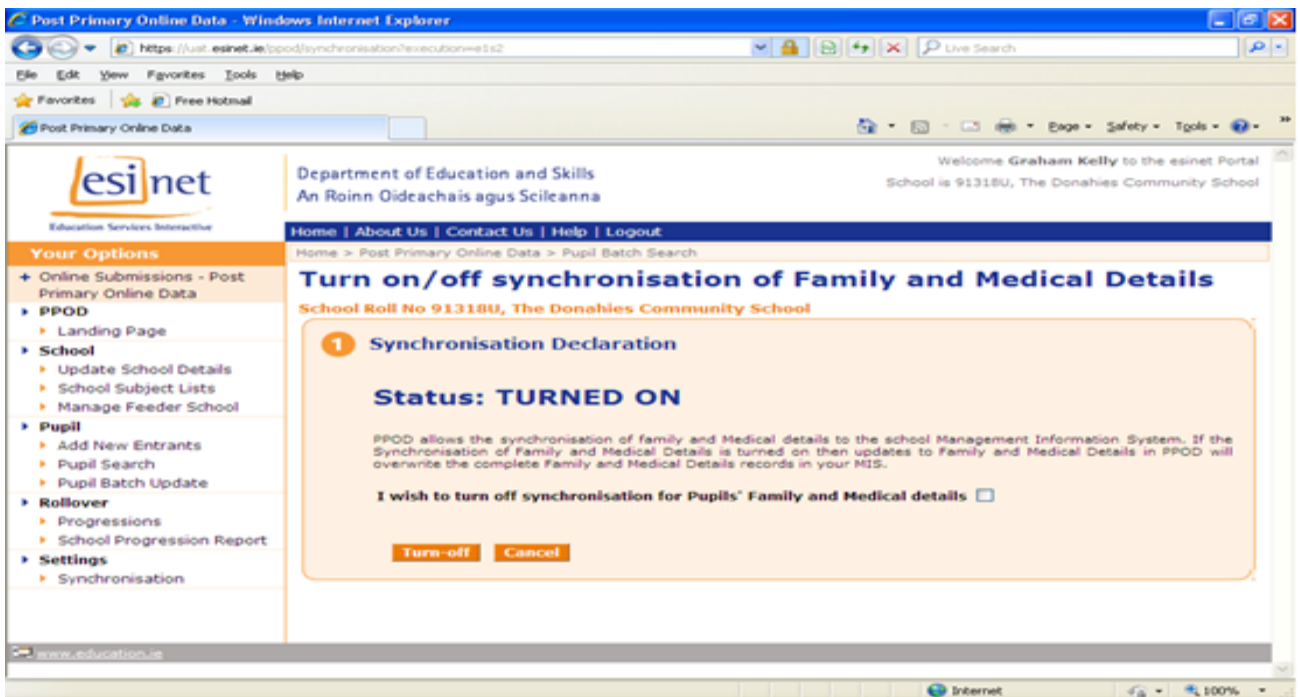 Post Primary Online Data - Windows Internet Explorer
https://uat.esinet.ie/ppod/synchronisation?execution=e1s2
Live Search
File Edit View Favorites Tools Help
Favorites Free Hotmail
Post Primary Online Data
Page Safety Tools
esinet
Education Services Interactive
Department of Education and Skills
An Roinn Oideachais agus Scileanna
Welcome Graham Kelly to the esinet Portal
School is 91318U, The Donahies Community School
Home | About Us | Contact Us | Help | Logout
Home > Post Primary Online Data > Pupil Batch Search
Your Options
+ Online Submissions - Post
Primary Online Data
PPOD
Landing Page
School
Update School Details
School Subject Lists
Manage Feeder School
Pupil
Add New Entrants
Pupil Search
Pupil Batch Update
Rollover
Progressions
School Progression Report
Settings
Synchronisation
Turn on/off synchronisation of Family and Medical Details
School Roll No 91318U, The Donahies Community School
1 Synchronisation Declaration
Status: TURNED ON
PPOD allows the synchronisation of family and Medical details to the school Management Information System. If the
Synchronisation of Family and Medical Details is turned on then updates to Family and Medical Details in PPOD will
overwrite the complete Family and Medical Details records in your MIS.
I wish to turn off synchronisation for Pupils' Family and Medical details
Turn-off Cancel
www.education.ie
Internet
100%